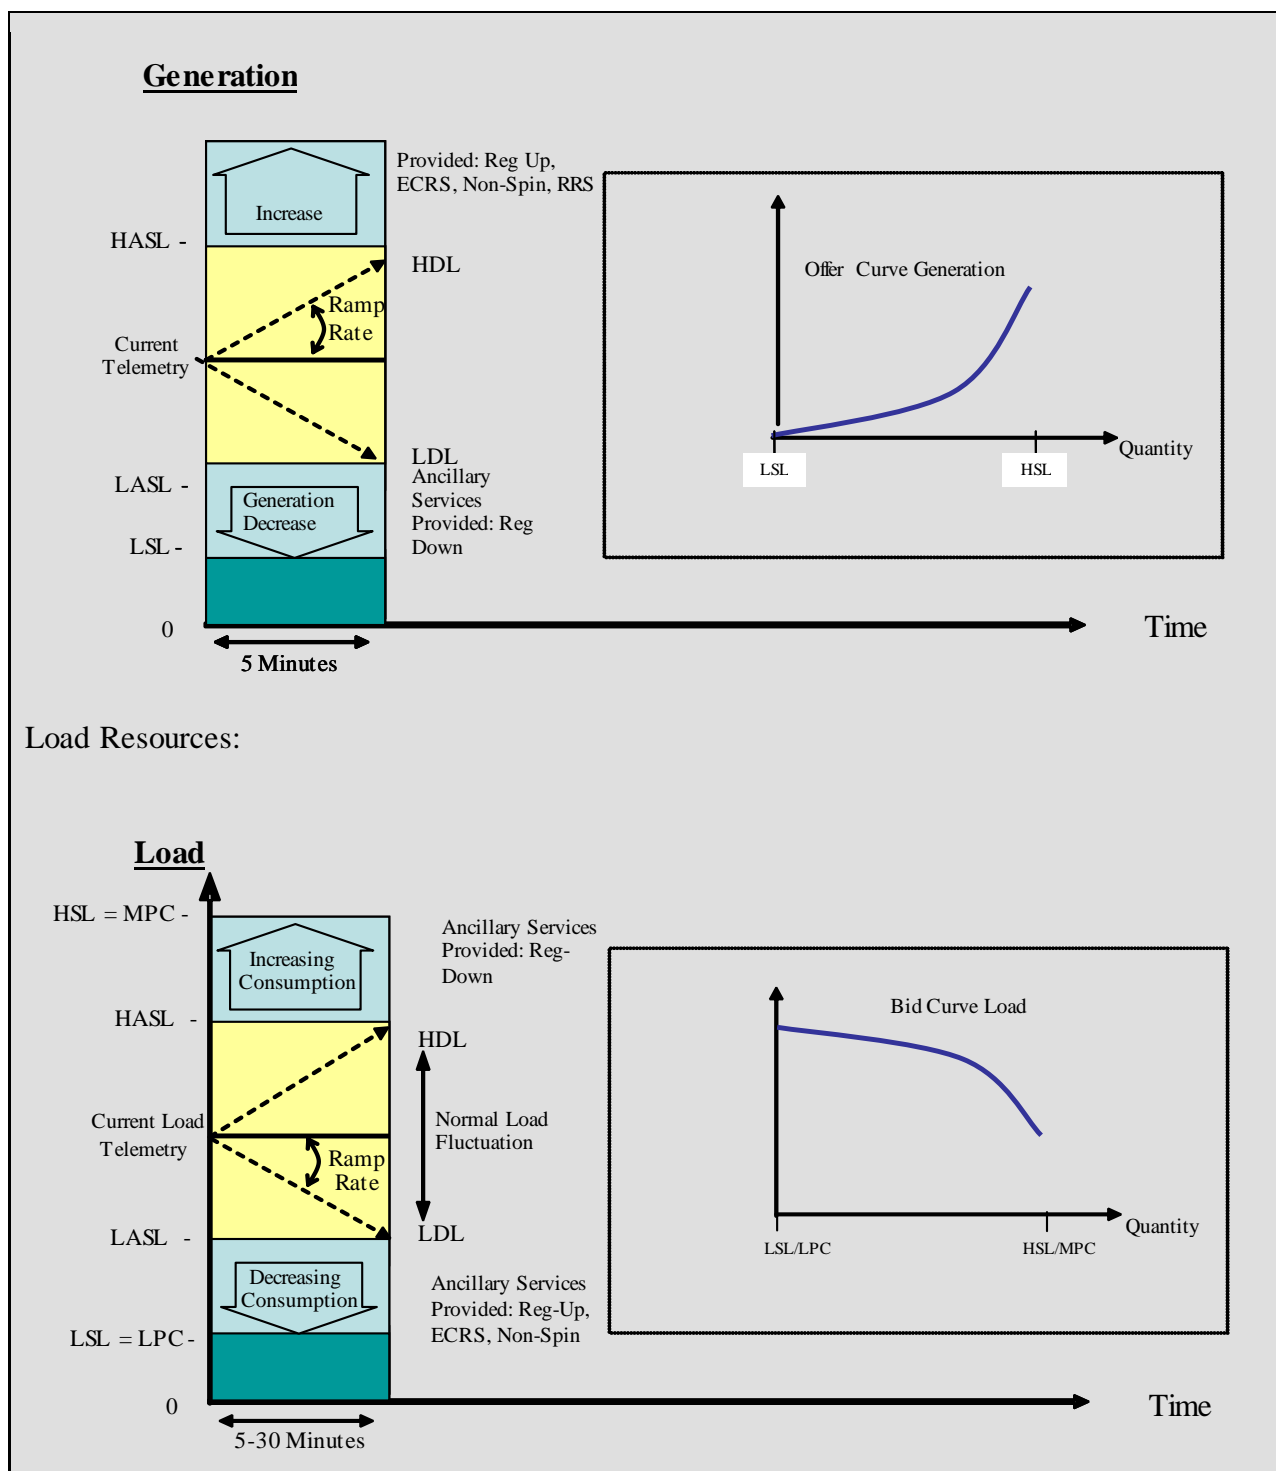 Generation
Provided: Reg Up,
ECRS, Non-Spin, RRS
Increase
HASL -
HDL
Ramp
Rate
Current
Telemetry
LDL
Ancillary
Services
Provided: Reg
Down
LASL -
Generation
Decrease
LSL -
0
Time
5 Minutes
Offer Curve Generation
Quantity
LSL
HSL
Load Resources:
Load
HSL = MPC -
Increasing
Consumption
Ancillary Services
Provided: Reg-
Down
HASL -
HDL
Current Load
Telemetry
Normal Load
Fluctuation
Ramp
Rate
LASL -
LDL
Decreasing
Consumption
Ancillary Services
Provided: Reg-Up,
ECRS, Non-Spin
LSL = LPC -
0
Time
5-30 Minutes
Bid Curve Load
Quantity
LSL/LPC
HSL/MPC